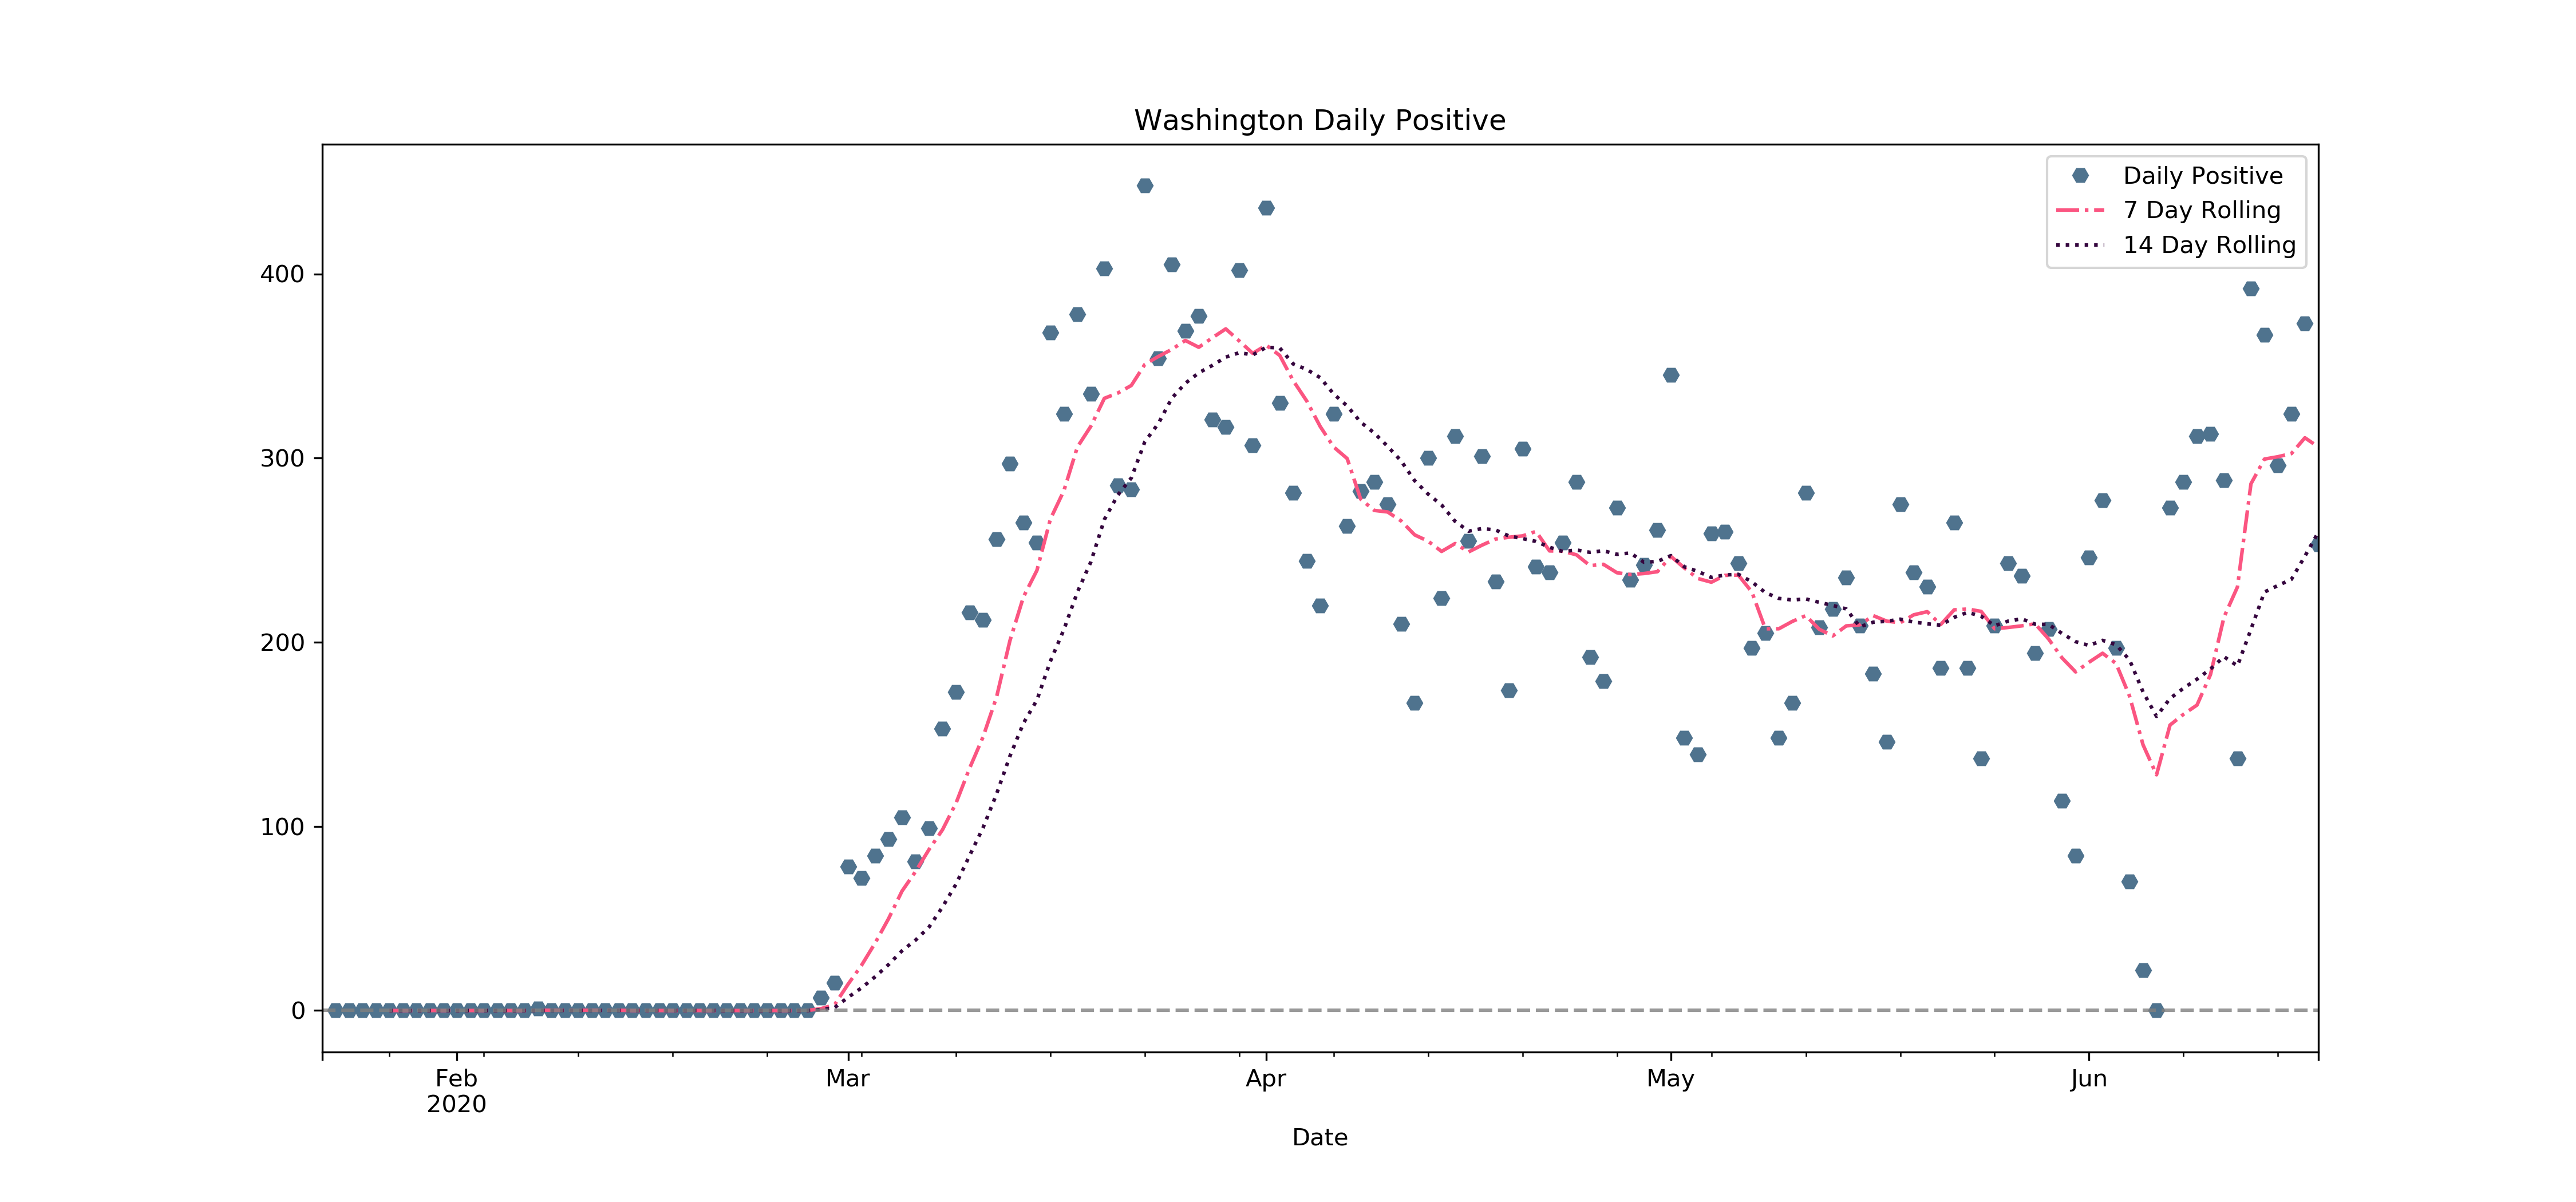 Washington Daily Positive
Daily Positive
7 Day Rolling
14 Day Rolling
400
300
200
100
0
Feb Mar Apr May Jun
2020
Date